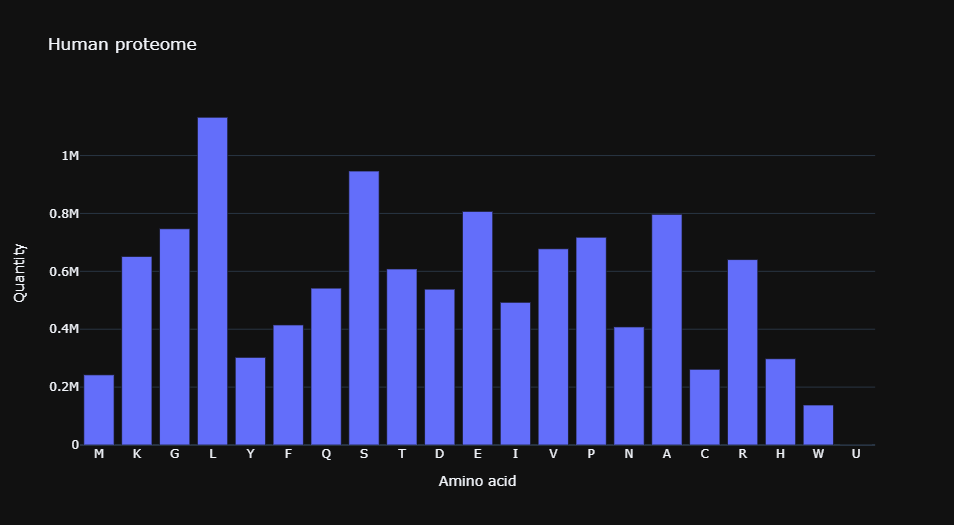 Human proteome
Quantity
1M
0.8M
0.6M
0.4M
0.2M
0
M K G L Y F Q S T D E I V P N A C R H W U
Amino acid